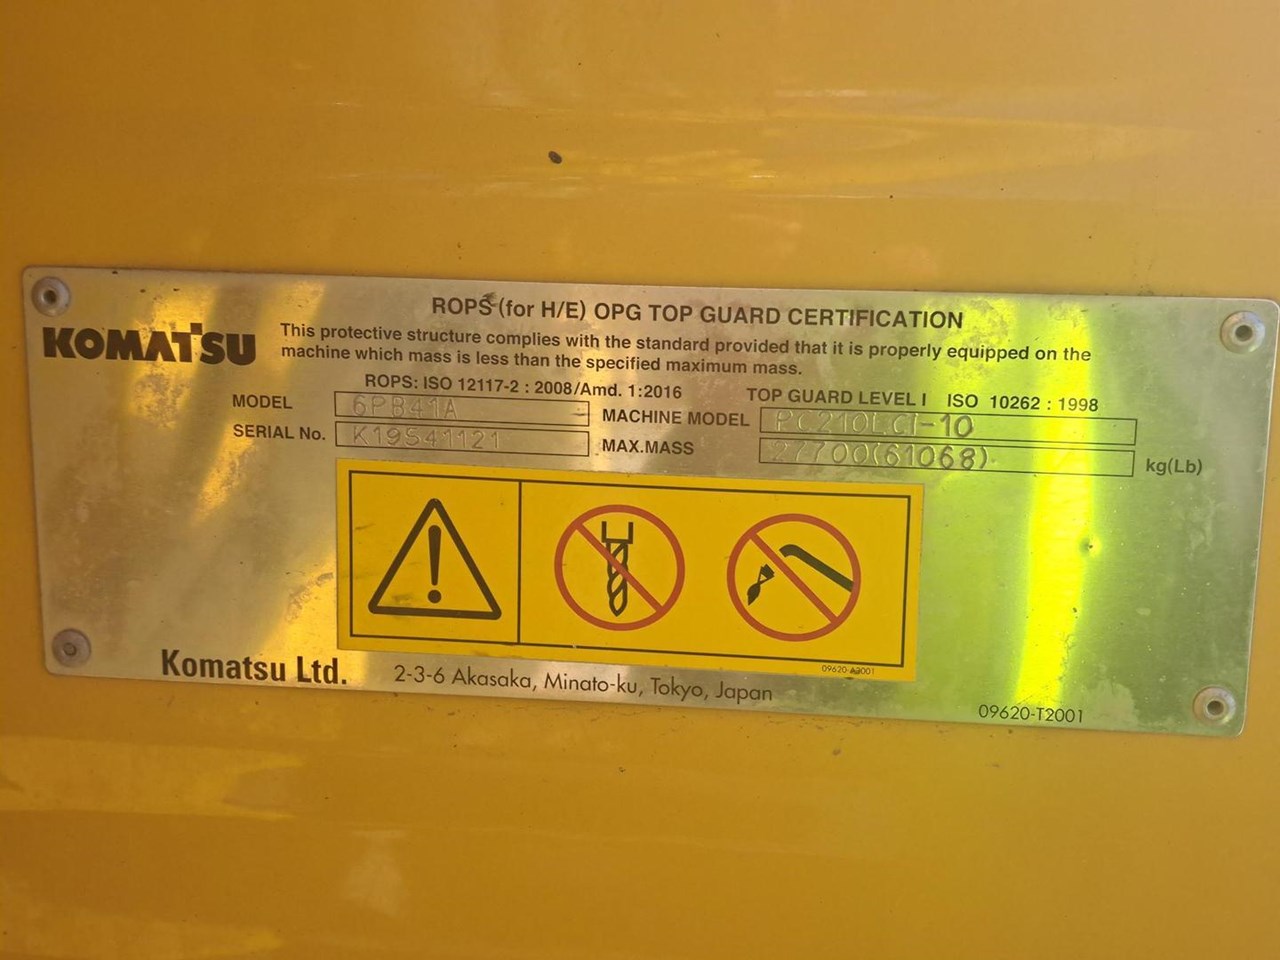 ROPS (for H/E) OPG TOP GUARD CERTIFICATION
KOMATSU
This protective structure complies with the standard provided that it is properly equipped on the
machine which mass is less than the specified maximum mass.
ROPS: ISO 12117-2 : 2008/Amd. 1:2016 TOP GUARD LEVEL I ISO 10262 : 1998
MODEL 6PB41A MACHINE MODEL PC210LCI-10
SERIAL No. K19S41121 MAX.MASS 27700(61068) kg(Lb)
09620-A3001
Komatsu Ltd. 2-3-6 Akasaka, Minato-ku, Tokyo, Japan
09620-T2001